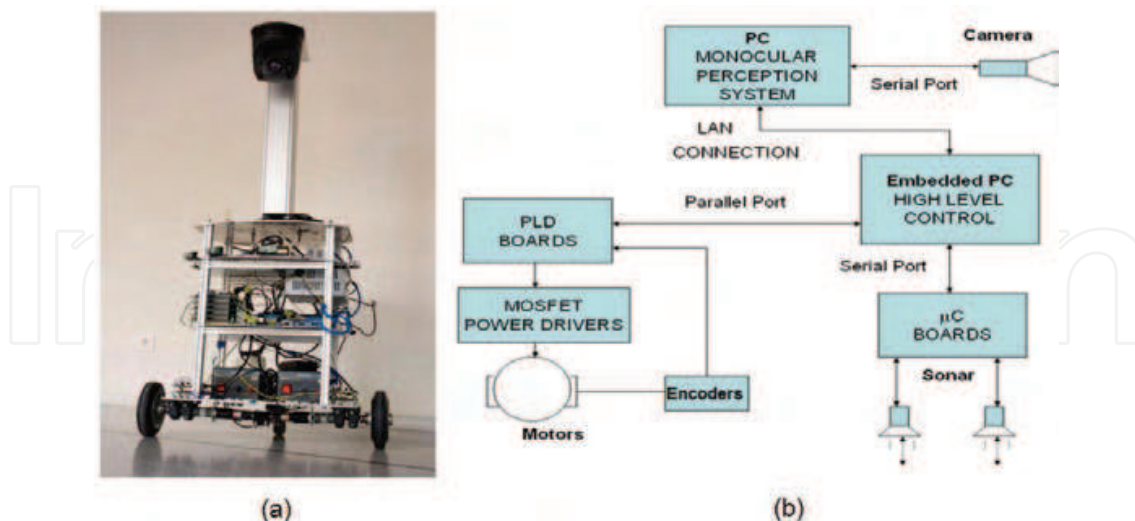 PC
MONOCULAR
PERCEPTION
SYSTEM
Camera
Serial Port
LAN
CONNECTION
Embedded PC
HIGH LEVEL
CONTROL
Parallel Port
PLD
BOARDS
Serial Port
MOSFET
POWER DRIVERS
µC
BOARDS
Encoders
Sonar
Motors
(a)
(b)